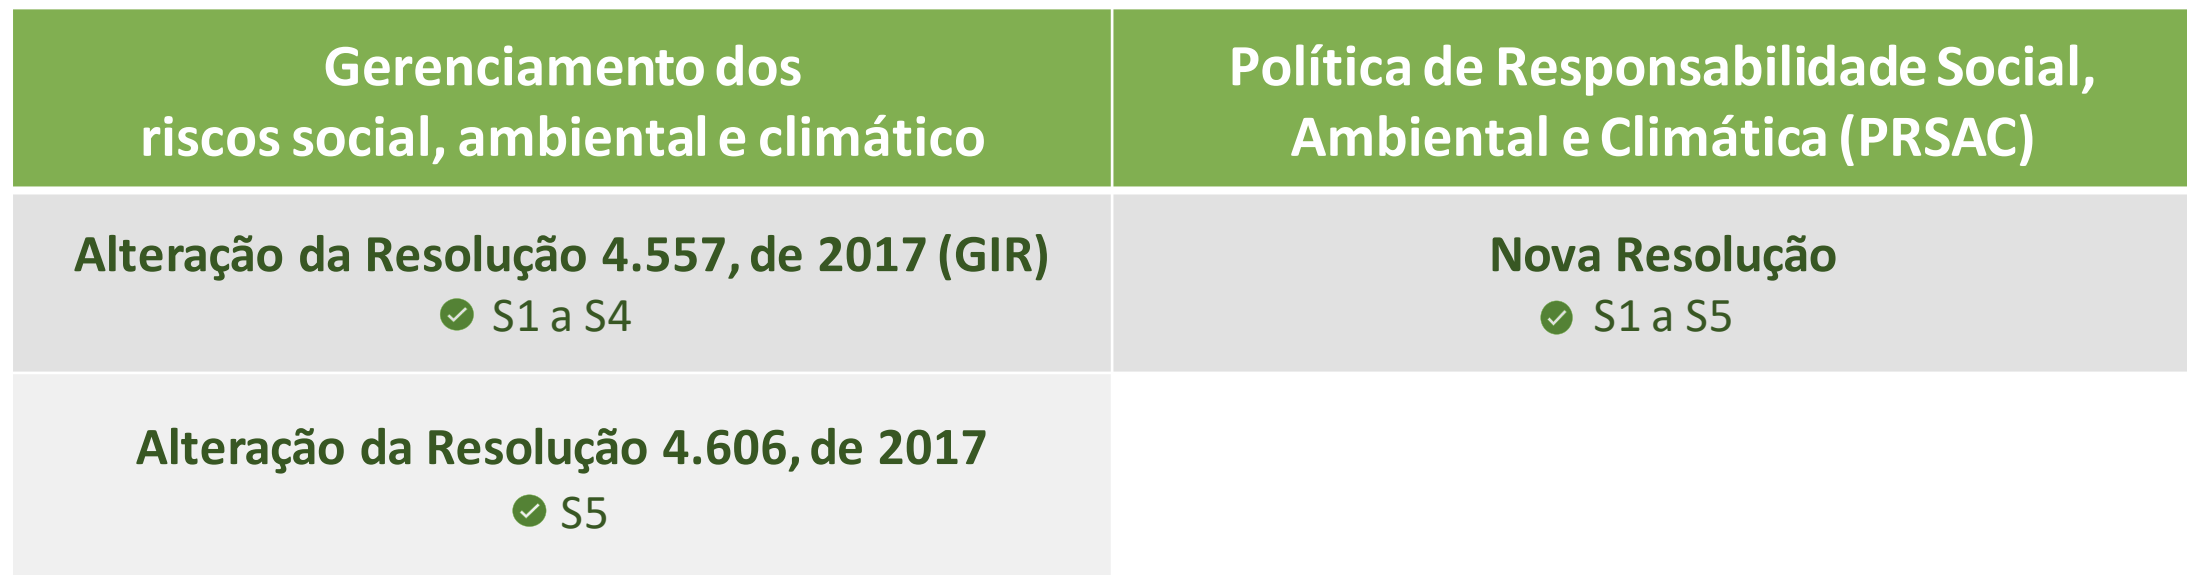 Gerenciamento dos
riscos social, ambiental e climático
Política de Responsabilidade Social,
Ambiental e Climática (PRSAC)
Alteração da Resolução 4.557, de 2017 (GIR)
S1 a S4
Nova Resolução
S1 a S5
Alteração da Resolução 4.606, de 2017
S5